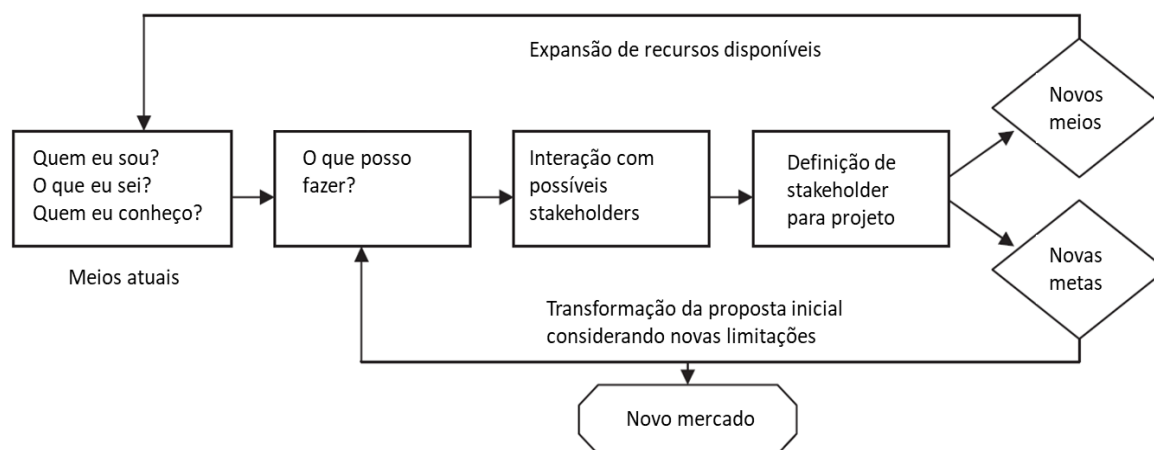 Expansão de recursos disponíveis
Novos
meios
Quem eu sou?
O que eu sei?
Quem eu conheço?
O que posso
fazer?
Interação com
possíveis
stakeholders
Definição de
stakeholder
para projeto
Meios atuais
Novas
metas
Transformação da proposta inicial
considerando novas limitações
Novo mercado